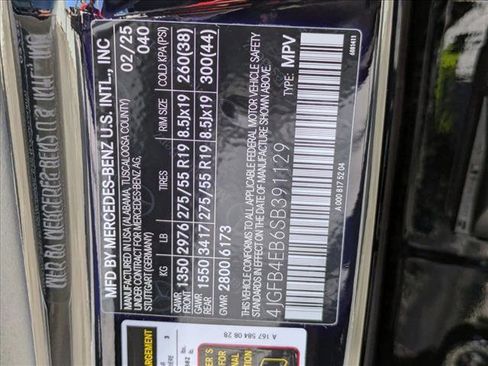 MFD BY MERCEDES-BENZ U.S. INTL., INC
MANUFACTURED IN USA (ALABAMA, TUSCALOOSA COUNTY) 02/25
UNDER CONTRACT FOR MERCEDES-BENZ AG, 040
STUTTGART (GERMANY)
KG LB TIRES RIM SIZE COLD KPA (PSI)
GAWR FRONT 1350 2976 275/55 R19 8.5Jx19 260(38)
GAWR REAR 1550 3417 275/55 R19 8.5Jx19 300(44)
GVWR 2800 6173
THIS VEHICLE CONFORMS TO ALL APPLICABLE FEDERAL MOTOR VEHICLE SAFETY
STANDARDS IN EFFECT ON THE DATE OF MANUFACTURE SHOWN ABOVE.
4JGFB4EB6SB391129 TYPE: MPV
A 000 817 52 04
A 167 584 08 28